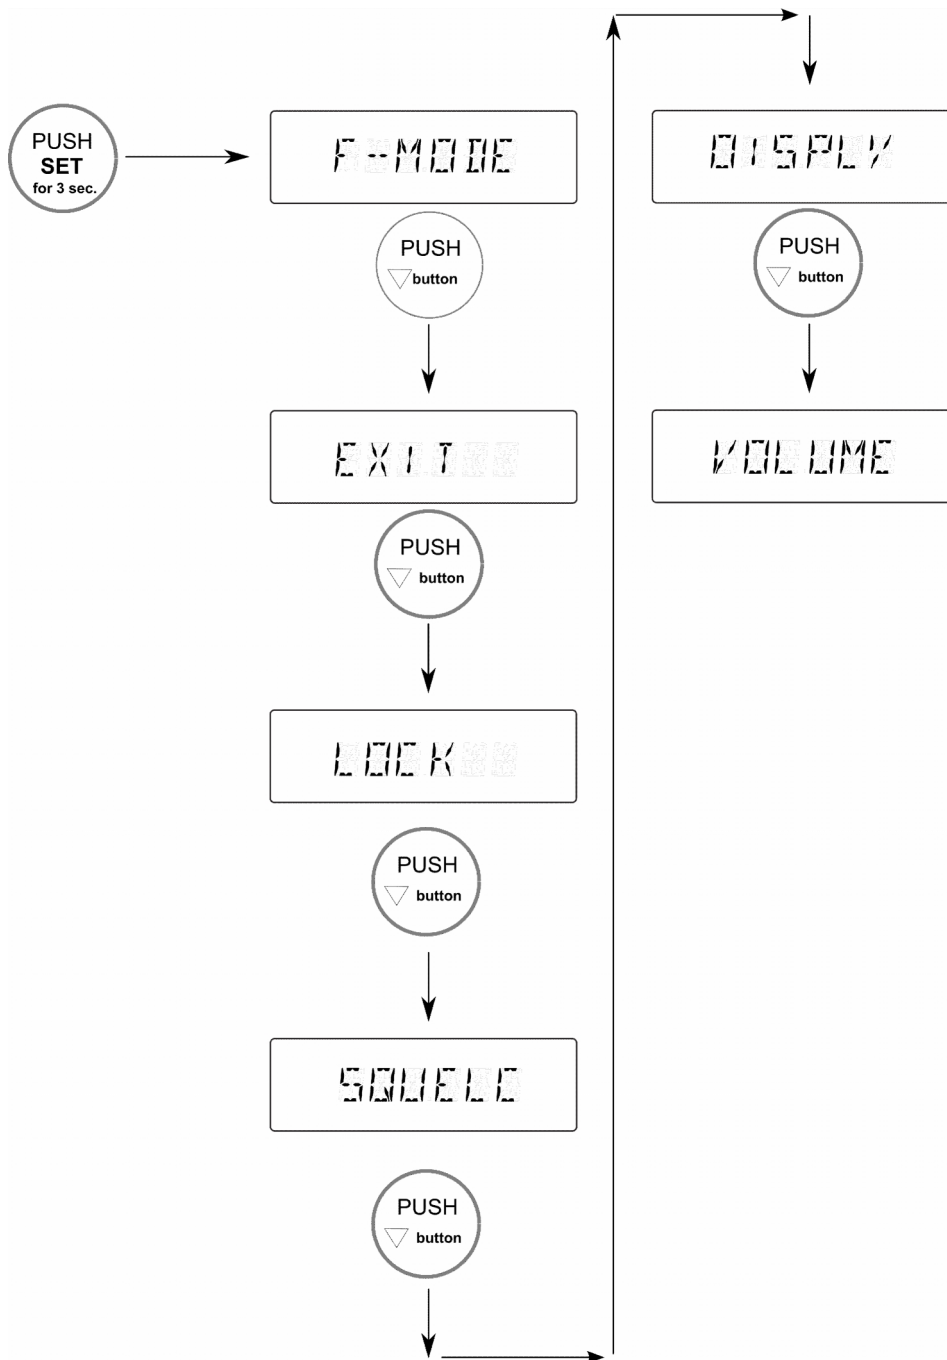 PUSH
SET
for 3 sec.
F-MODE
PUSH
▽ button
EXIT
PUSH
▽ button
LOCK
PUSH
▽ button
SQUELC
PUSH
▽ button
DISPLY
PUSH
▽ button
VOLUME